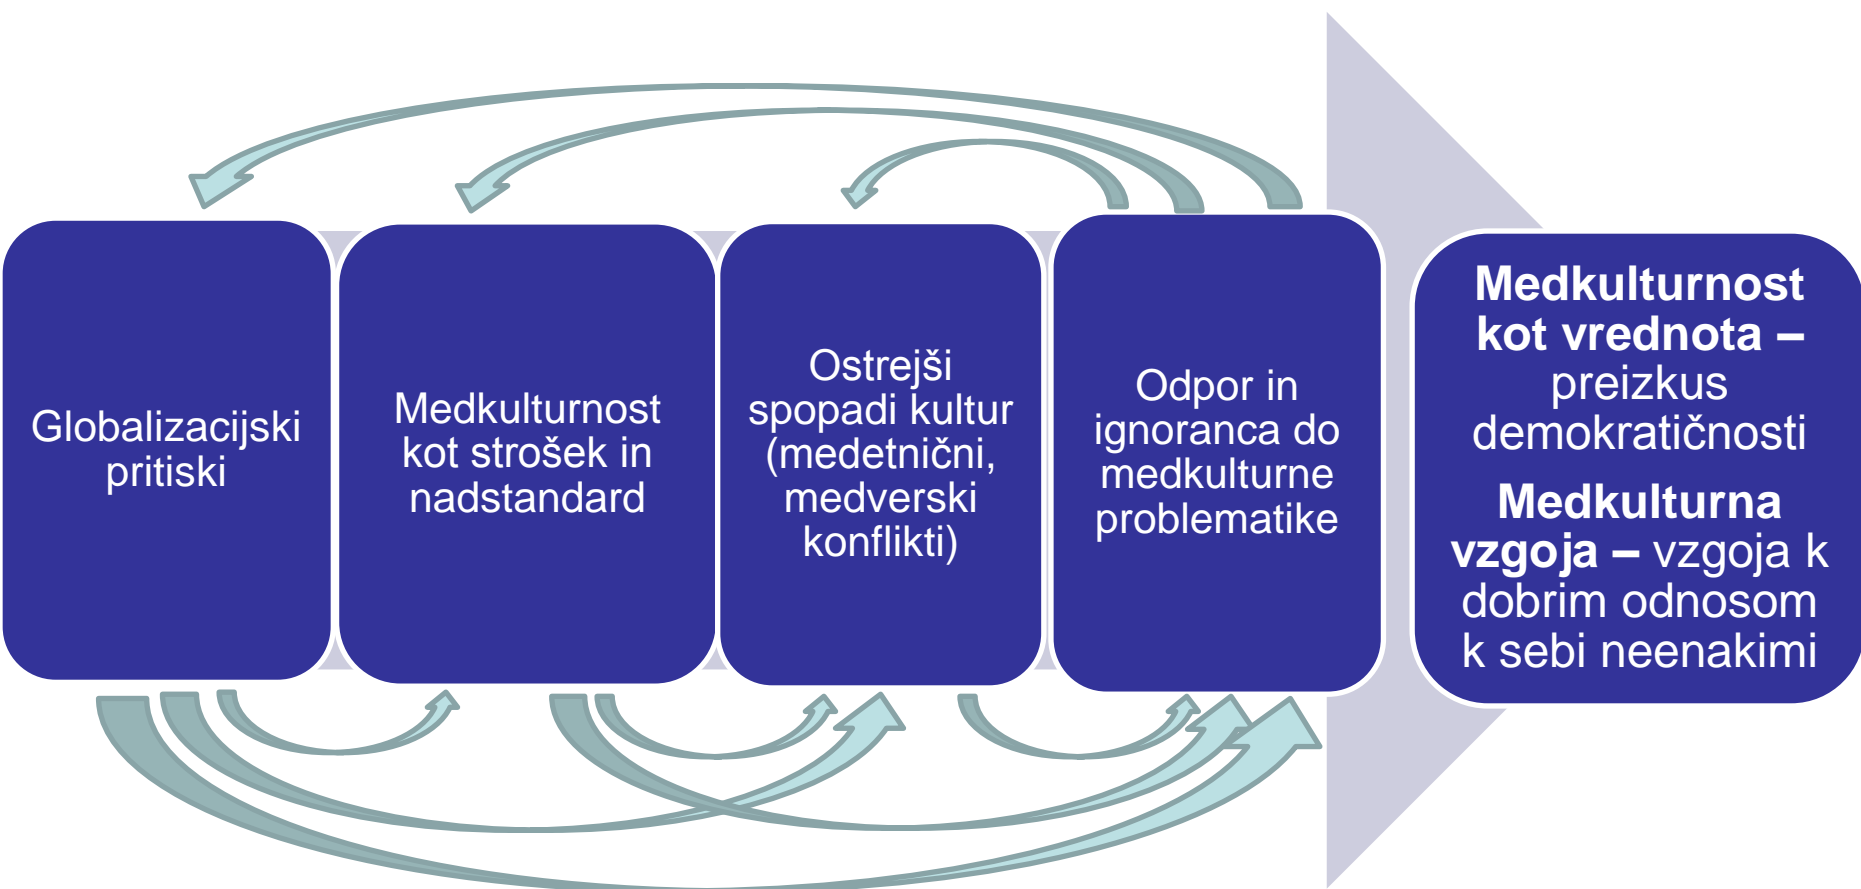 Globalizacijski
pritiski
Medkulturnost
kot strošek in
nadstandard
Ostrejši
spopadi kultur
(medetnični,
medverski
konflikti)
Odpor in
ignoranca do
medkulturne
problematike
Medkulturnost
kot vrednota –
preizkus
demokratičnosti
Medkulturna
vzgoja – vzgoja k
dobrim odnosom
k sebi neenakimi